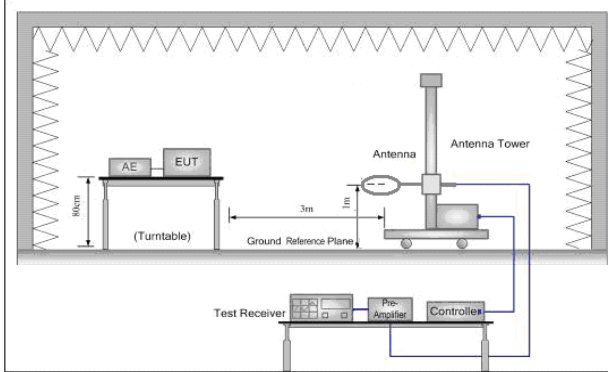 Antenna Tower
Antenna
EUT
AE
80cm
3m
1m
(Turntable)
Ground Reference Plane
Test Receiver
Pre-
Amplifier
Controller